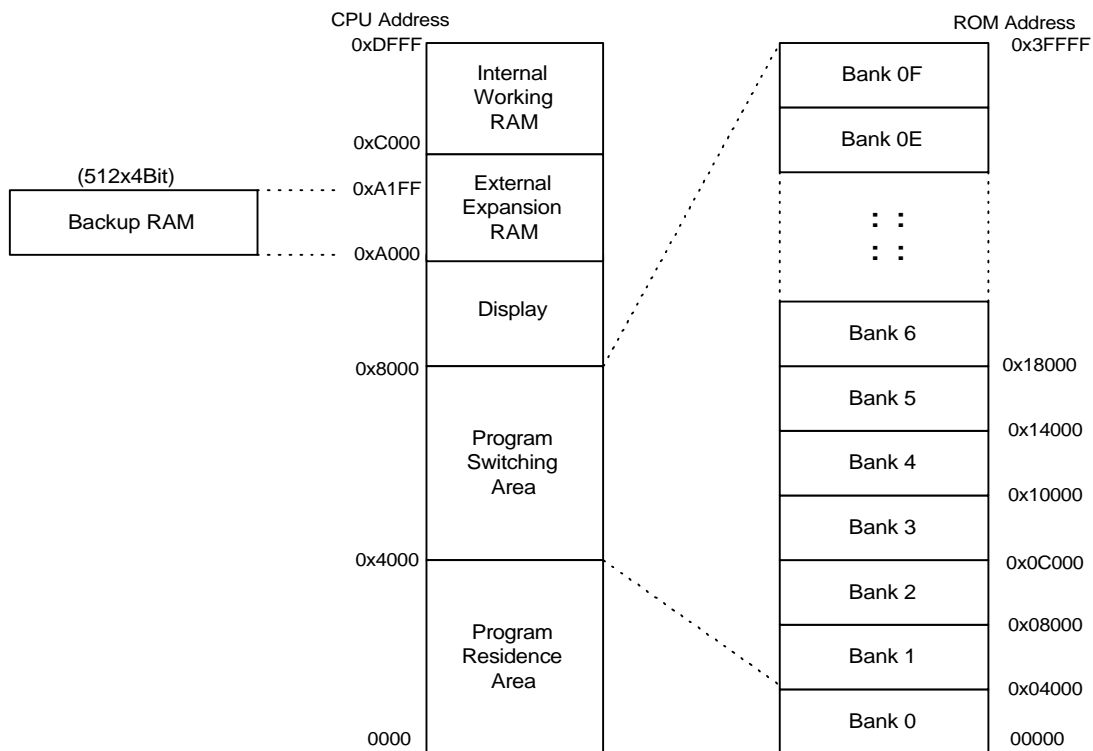 CPU Address
ROM Address
0xDFFF
0x3FFFF
Internal
Working
RAM
Bank 0F
0xC000
Bank 0E
(512x4Bit)
Backup RAM
0xA1FF
External
Expansion
RAM
0xA000
: :
: :
Display
Bank 6
0x8000
0x18000
Bank 5
0x14000
Program
Switching
Area
Bank 4
0x10000
Bank 3
0x4000
0x0C000
Bank 2
0x08000
Program
Residence
Area
Bank 1
0x04000
Bank 0
0000
00000